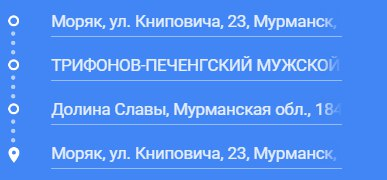 Моряк, ул. Книповича, 23, Мурманск,
ТРИФОНОВ-ПЕЧЕНГСКИЙ МУЖСКОЙ
Долина Славы, Мурманская обл., 184
Моряк, ул. Книповича, 23, Мурманск,